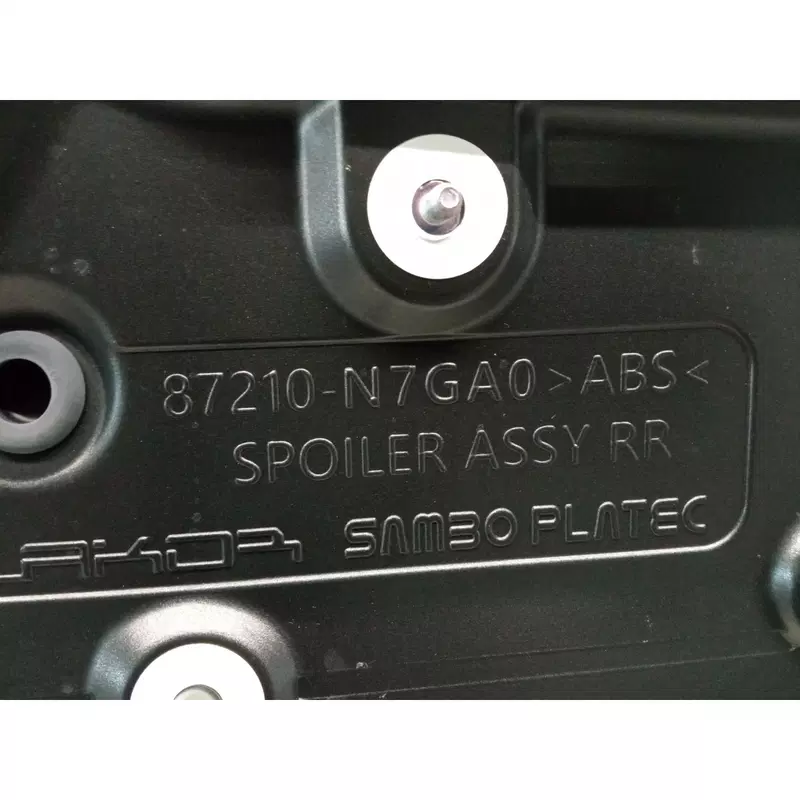 87210-N7GA0 >ABS<
SPOILER ASSY RR
SAMBO PLATEC